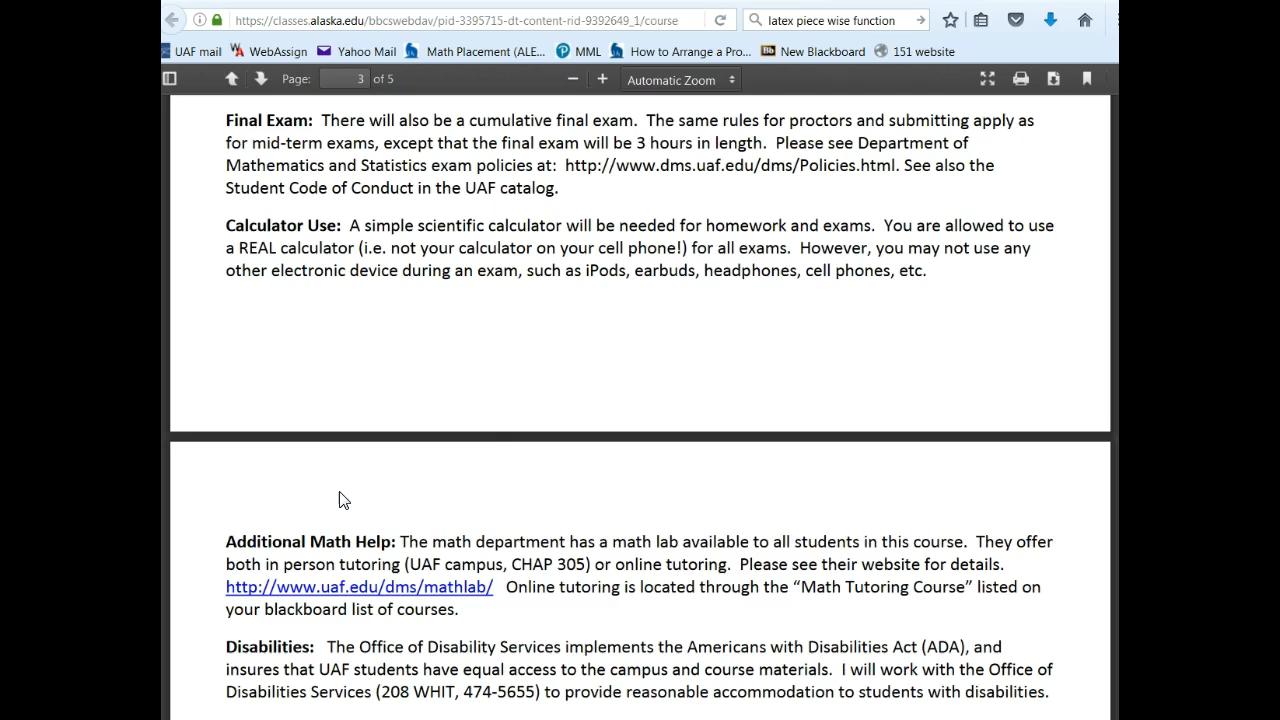 https://classes.alaska.edu/bbcswebdav/pid-3395715-dt-content-rid-9392649_1/course
latex piece wise function
UAF mail WebAssign Yahoo Mail Math Placement (ALE... MML How to Arrange a Pro... New Blackboard 151 website
Page: 3 of 5 Automatic Zoom
Final Exam: There will also be a cumulative final exam. The same rules for proctors and submitting apply as
for mid-term exams, except that the final exam will be 3 hours in length. Please see Department of
Mathematics and Statistics exam policies at: http://www.dms.uaf.edu/dms/Policies.html. See also the
Student Code of Conduct in the UAF catalog.
Calculator Use: A simple scientific calculator will be needed for homework and exams. You are allowed to use
a REAL calculator (i.e. not your calculator on your cell phone!) for all exams. However, you may not use any
other electronic device during an exam, such as iPods, earbuds, headphones, cell phones, etc.
Additional Math Help: The math department has a math lab available to all students in this course. They offer
both in person tutoring (UAF campus, CHAP 305) or online tutoring. Please see their website for details.
http://www.uaf.edu/dms/mathlab/ Online tutoring is located through the “Math Tutoring Course” listed on
your blackboard list of courses.
Disabilities: The Office of Disability Services implements the Americans with Disabilities Act (ADA), and
insures that UAF students have equal access to the campus and course materials. I will work with the Office of
Disabilities Services (208 WHIT, 474-5655) to provide reasonable accommodation to students with disabilities.